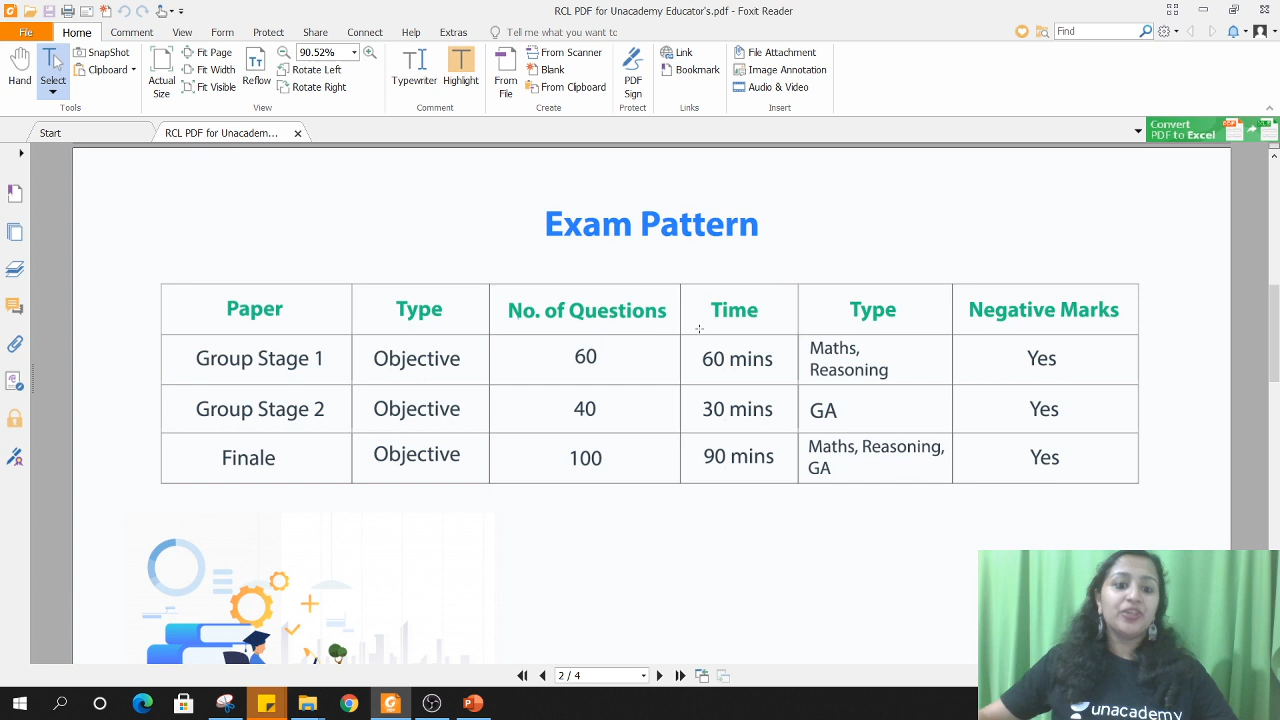 RCL PDF for Unacademy Educators.pdf - Foxit Reader
File Home Comment View Form Protect Share Connect Help Extras Tell me what you want to Find
Hand
Select
SnapShot
Clipboard
Tools
Actual
Size
Fit Page
Fit Width
Fit Visible
Reflow
90.52%
Rotate Left
Rotate Right
View
Typewriter
Highlight
Comment
From
File
From Scanner
Blank
From Clipboard
Create
PDF
Sign
Protect
Link
Bookmark
Links
File Attachment
Image Annotation
Audio & Video
Insert
Start RCL PDF for Unacadem...
Convert
PDF to Excel
Exam Pattern
Paper Type No. of Questions Time Type Negative Marks
Group Stage 1 Objective 60 60 mins Maths, Reasoning Yes
Group Stage 2 Objective 40 30 mins GA Yes
Finale Objective 100 90 mins Maths, Reasoning, GA Yes
2 / 4
unacademy